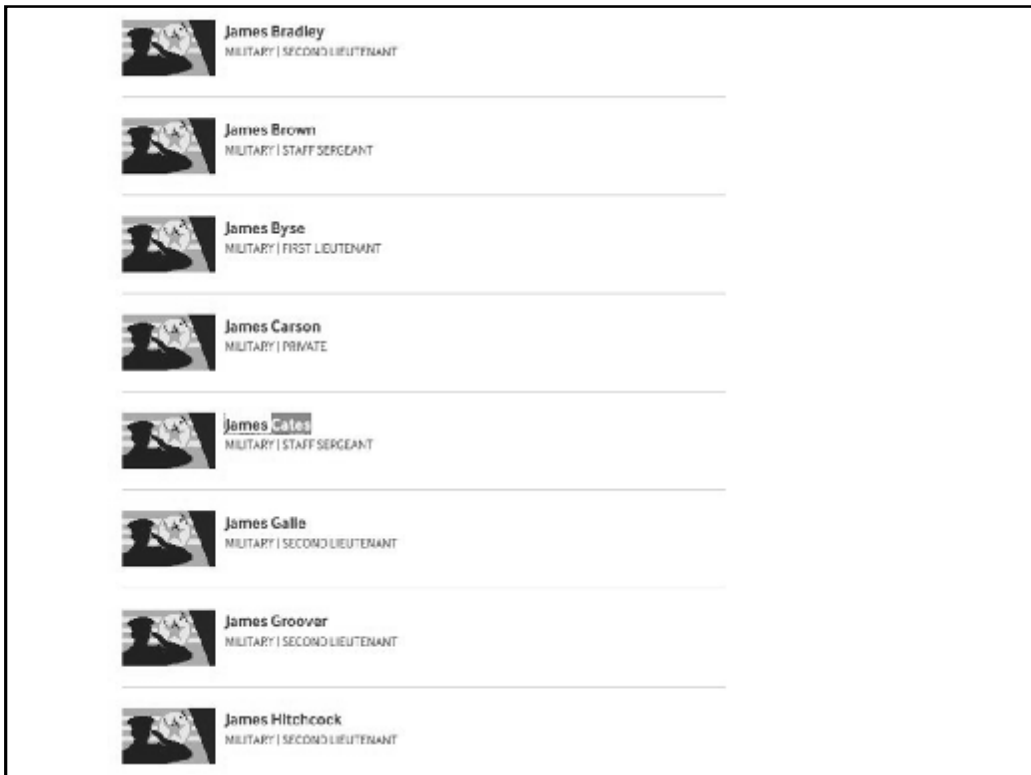 James Bradley
MILITARY | SECOND LIEUTENANT
James Brown
MILITARY | STAFF SERGEANT
James Byse
MILITARY | FIRST LIEUTENANT
James Carson
MILITARY | PRIVATE
James Cates
MILITARY | STAFF SERGEANT
James Galle
MILITARY | SECOND LIEUTENANT
James Groover
MILITARY | SECOND LIEUTENANT
James Hitchcock
MILITARY | SECOND LIEUTENANT